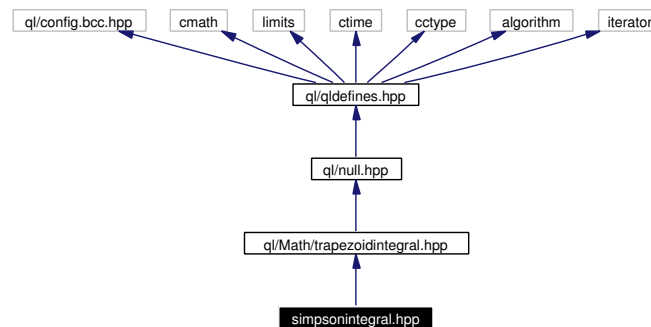 ql/config.bcc.hpp cmath limits ctime cctype algorithm iterator
ql/qldefines.hpp
ql/null.hpp
ql/Math/trapezoidintegral.hpp
simpsonintegral.hpp